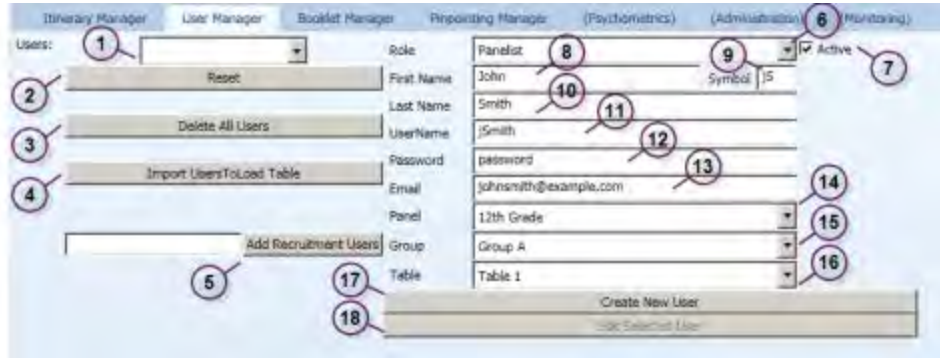 Itinerary Manager User Manager Booklet Manager Pinpointing Manager (Psychometrics) (Administration) (Monitoring)
Users: 1 Role Panelist 8 9 6 Active 7
2 Reset First Name John Symbol JS
10
Last Name Smith 11
3 Delete All Users UserName jSmith 12
Password password 13
4 Import UsersToLoad Table
Email johnsmith@example.com 14
Panel 12th Grade 15
Add Recruitment Users Group Group A 16
5 17 Table Table 1
Create New User
18 Edit Selected User